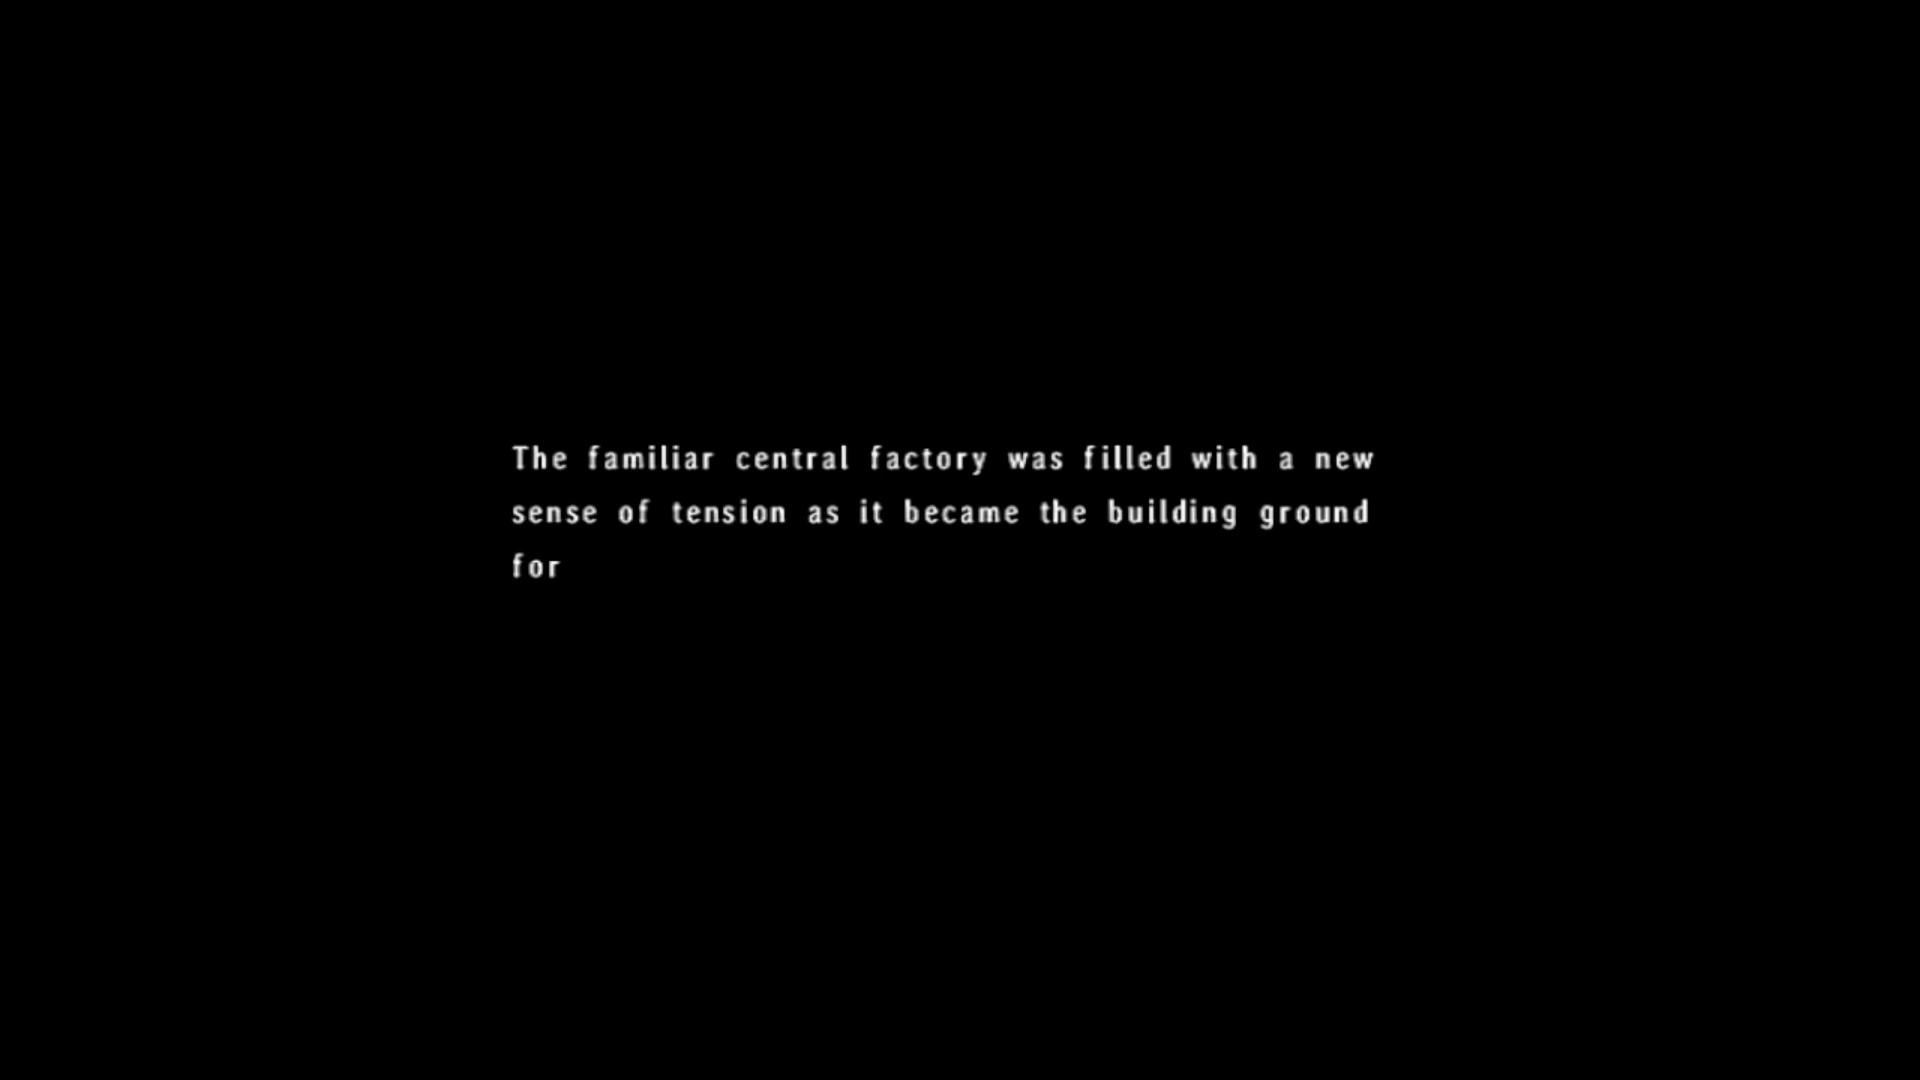 The familiar central factory was filled with a new
sense of tension as it became the building ground
for